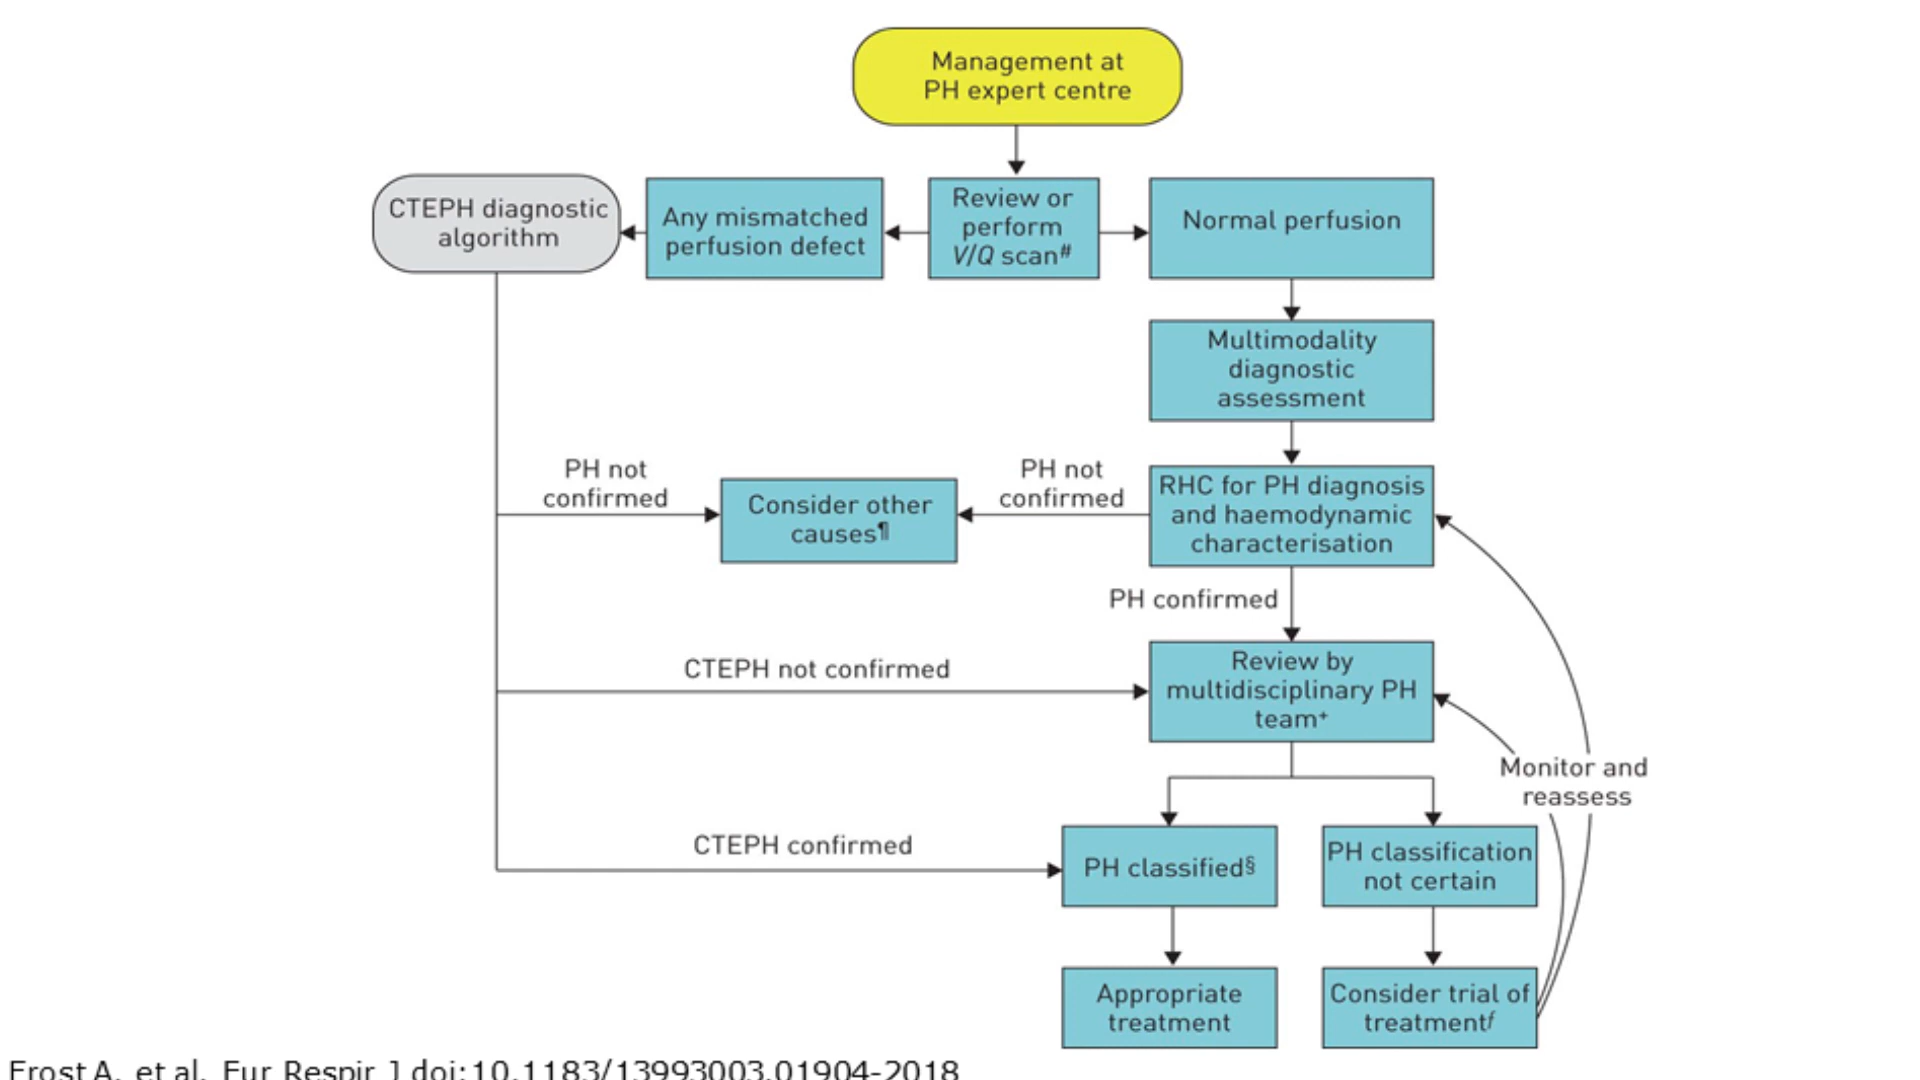 Management at
PH expert centre
CTEPH diagnostic
algorithm
Any mismatched
perfusion defect
Review or
perform
V/Q scan#
Normal perfusion
Multimodality
diagnostic
assessment
PH not
confirmed
Consider other
causes¶
PH not
confirmed
RHC for PH diagnosis
and haemodynamic
characterisation
PH confirmed
CTEPH not confirmed
Review by
multidisciplinary PH
team+
Monitor and
reassess
CTEPH confirmed
PH classified§
PH classification
not certain
Appropriate
treatment
Consider trial of
treatmentƒ
Frost A, et al. Eur Respir J doi:10.1183/13993003.01904-2018